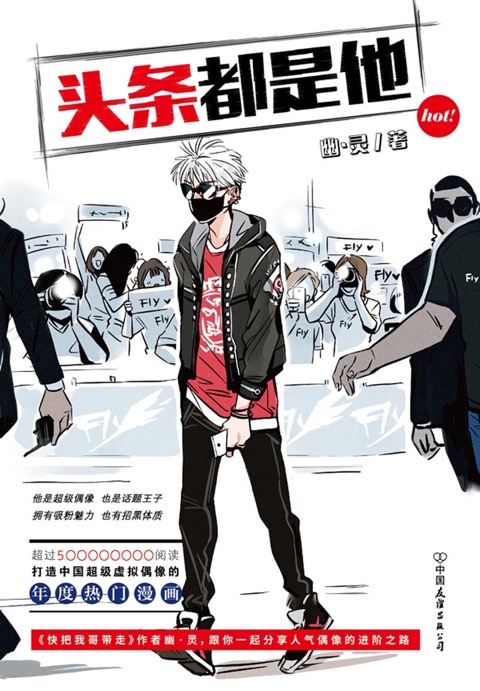 头条都是他
hot!
幽·灵/著
Fly
Fly
Fly
Fly
Fly
FLYE
FLYE
他是超级偶像 也是话题王子
拥有吸粉魅力 也有招黑体质
超过5000000000阅读
打造中国超级虚拟偶像的
年度热门漫画
中国
友谊出版公司
《快把我哥带走》作者幽·灵,跟你一起分享人气偶像的进阶之路